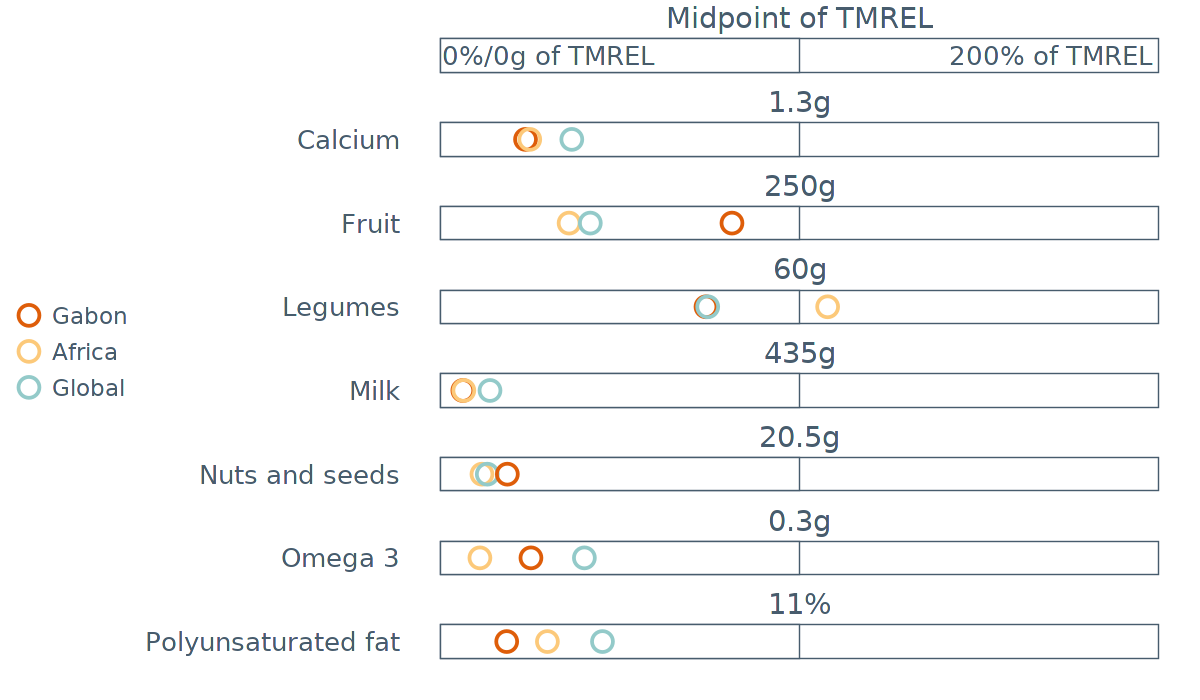 Midpoint of TMREL
0%/0g of TMREL 200% of TMREL
1.3g
Calcium
250g
Fruit
60g
Legumes
435g
Milk
20.5g
Nuts and seeds
0.3g
Omega 3
11%
Polyunsaturated fat
Gabon
Africa
Global